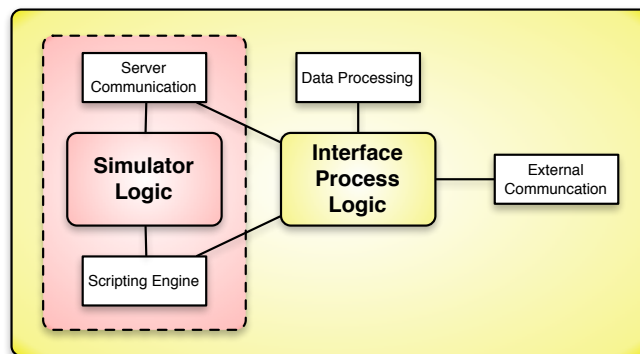 Server
Communication
Data Processing
Simulator
Logic
Interface
Process
Logic
External
Communcation
Scripting Engine